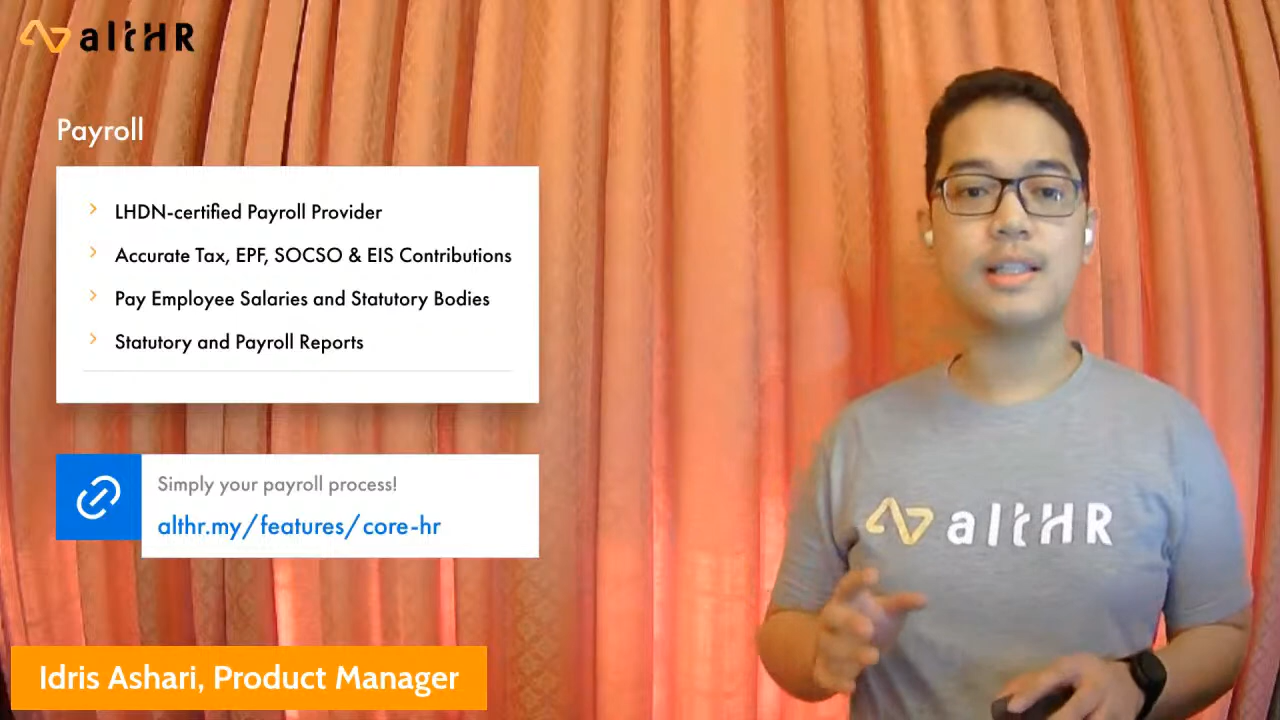 altHR
Payroll
LHDN-certified Payroll Provider
Accurate Tax, EPF, SOCSO & EIS Contributions
Pay Employee Salaries and Statutory Bodies
Statutory and Payroll Reports
Simply your payroll process!
althr.my/features/core-hr
altHR
Idris Ashari, Product Manager